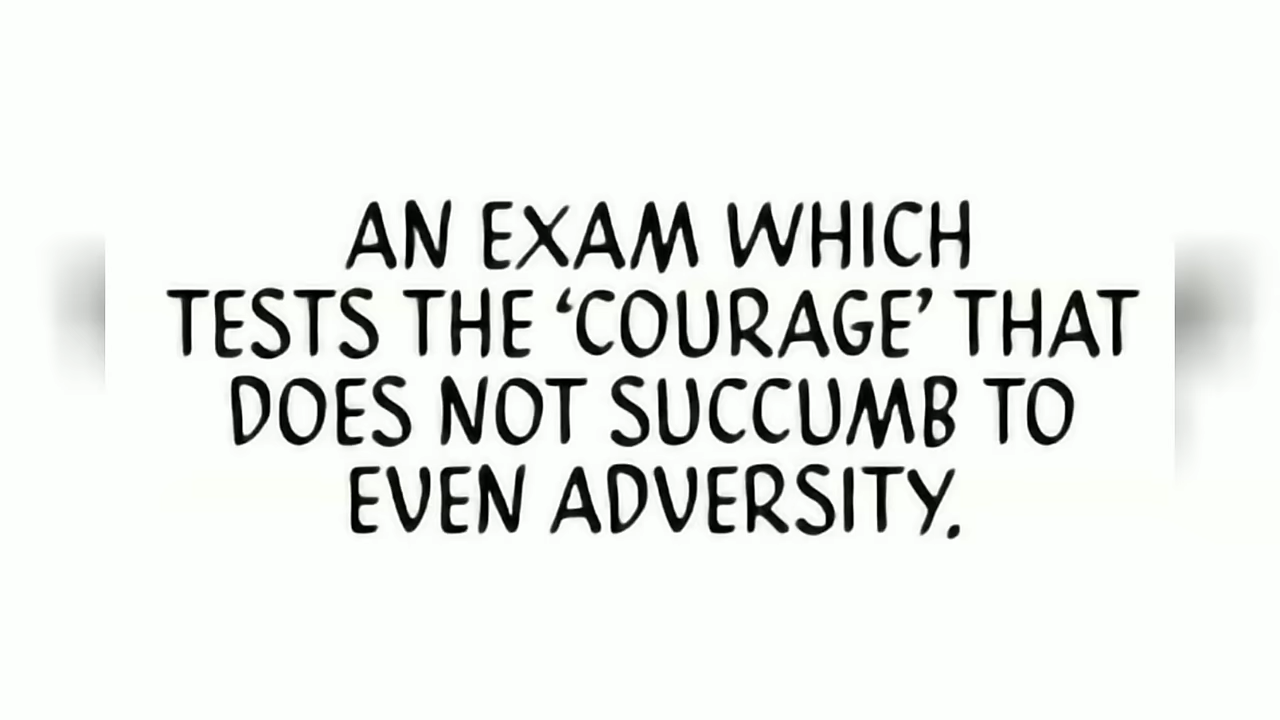 AN EXAM WHICH
TESTS THE ‘COURAGE’ THAT
DOES NOT SUCCUMB TO
EVEN ADVERSITY.